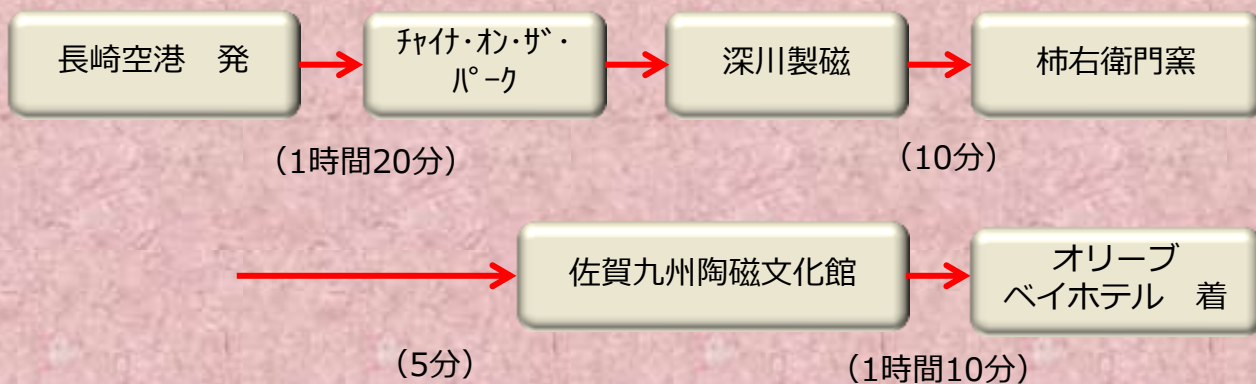 長崎空港　発
ﾁｬｲﾅ・ｵﾝ・ｻﾞ・
ﾊﾟｰｸ
深川製磁
柿右衛門窯
（1時間20分）
（10分）
佐賀九州陶磁文化館
オリーブ
ベイホテル　着
（5分）
（1時間10分）